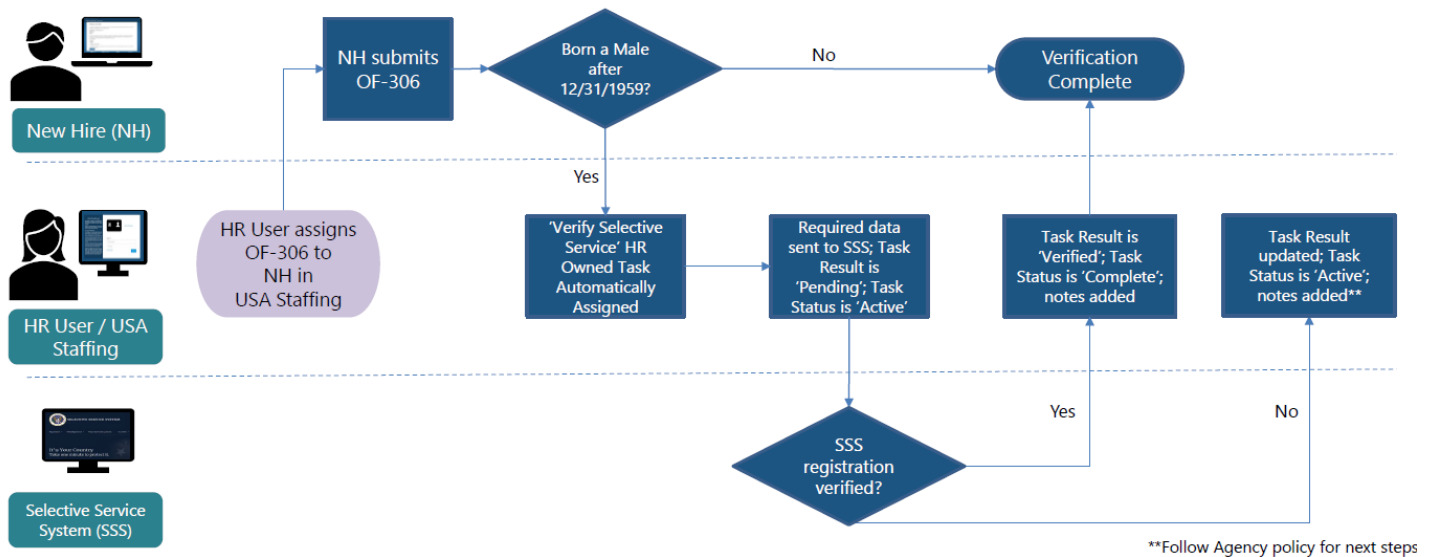 NH submits
OF-306
Born a Male
after
12/31/1959?
No
Verification
Complete
New Hire (NH)
Yes
HR User assigns
OF-306 to
NH in
USA Staffing
'Verify Selective
Service' HR
Owned Task
Automatically
Assigned
Required data
sent to SSS; Task
Result is
'Pending'; Task
Status is 'Active'
Task Result is
'Verified'; Task
Status is 'Complete';
notes added
Task Result
updated; Task
Status is 'Active';
notes added**
HR User / USA
Staffing
Yes
No
SSS
registration
verified?
It's Your Country
Selective Service
System (SSS)
**Follow Agency policy for next steps